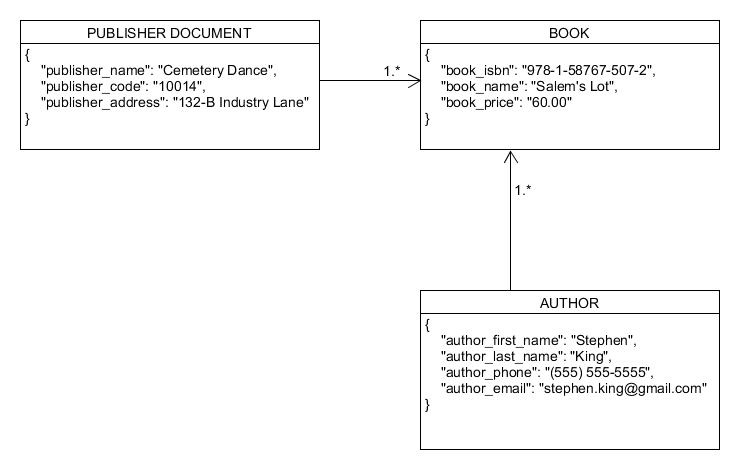 PUBLISHER DOCUMENT
{
"publisher_name": "Cemetery Dance",
"publisher_code": "10014",
"publisher_address": "132-B Industry Lane"
}
1.*
BOOK
{
"book_isbn": "978-1-58767-507-2",
"book_name": "Salem's Lot",
"book_price": "60.00"
}
1.*
AUTHOR
{
"author_first_name": "Stephen",
"author_last_name": "King",
"author_phone": "(555) 555-5555",
"author_email": "stephen.king@gmail.com"
}